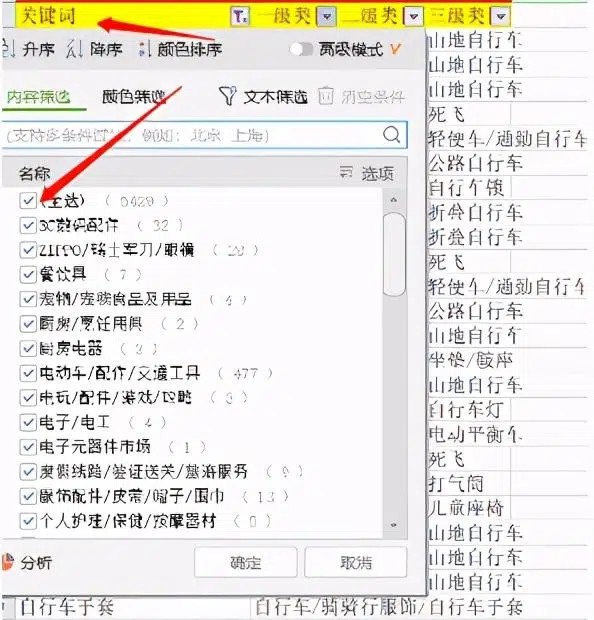 关键词 一级类 二级类 三级类
升序 降序 颜色排序 高级模式
山地自行车
山地自行车
山地自行车
内容筛选 颜色筛选 文本筛选 清空条件
死飞
(支持多条件过滤，例如：北京 上海)
轻便车/通勤自行车
公路自行车
名称 选项
自行车锁
(全选)
折叠自行车
3C数码配件 (32)
折叠自行车
ZIPPO/瑞士军刀/眼镜
死飞
餐饮具 (7)
轻便车/通勤自行车
宠物/宠物食品及用品 (4)
公路自行车
厨房/烹饪用具 (2)
山地自行车
厨房电器
坐垫/鞍座
电动车/配件/交通工具 (477)
山地自行车
电玩/配件/游戏/攻略
自行车灯
电子/电工 (4)
电动平衡车
电子元器件市场 (1)
死飞
度假线路/签证送关/旅游服务
打气筒
服饰配件/皮带/帽子/围巾 (13)
儿童座椅
个人护理/保健/按摩器材
山地自行车
分析 确定 取消
山地自行车
山地自行车
自行车手套 自行车/骑行服饰/自行车手套